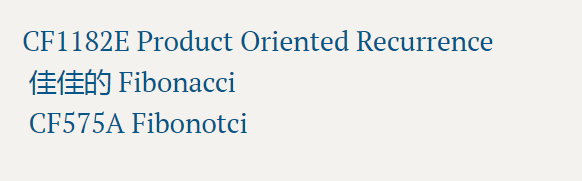 CF1182E Product Oriented Recurrence
佳佳的 Fibonacci
CF575A Fibonotci